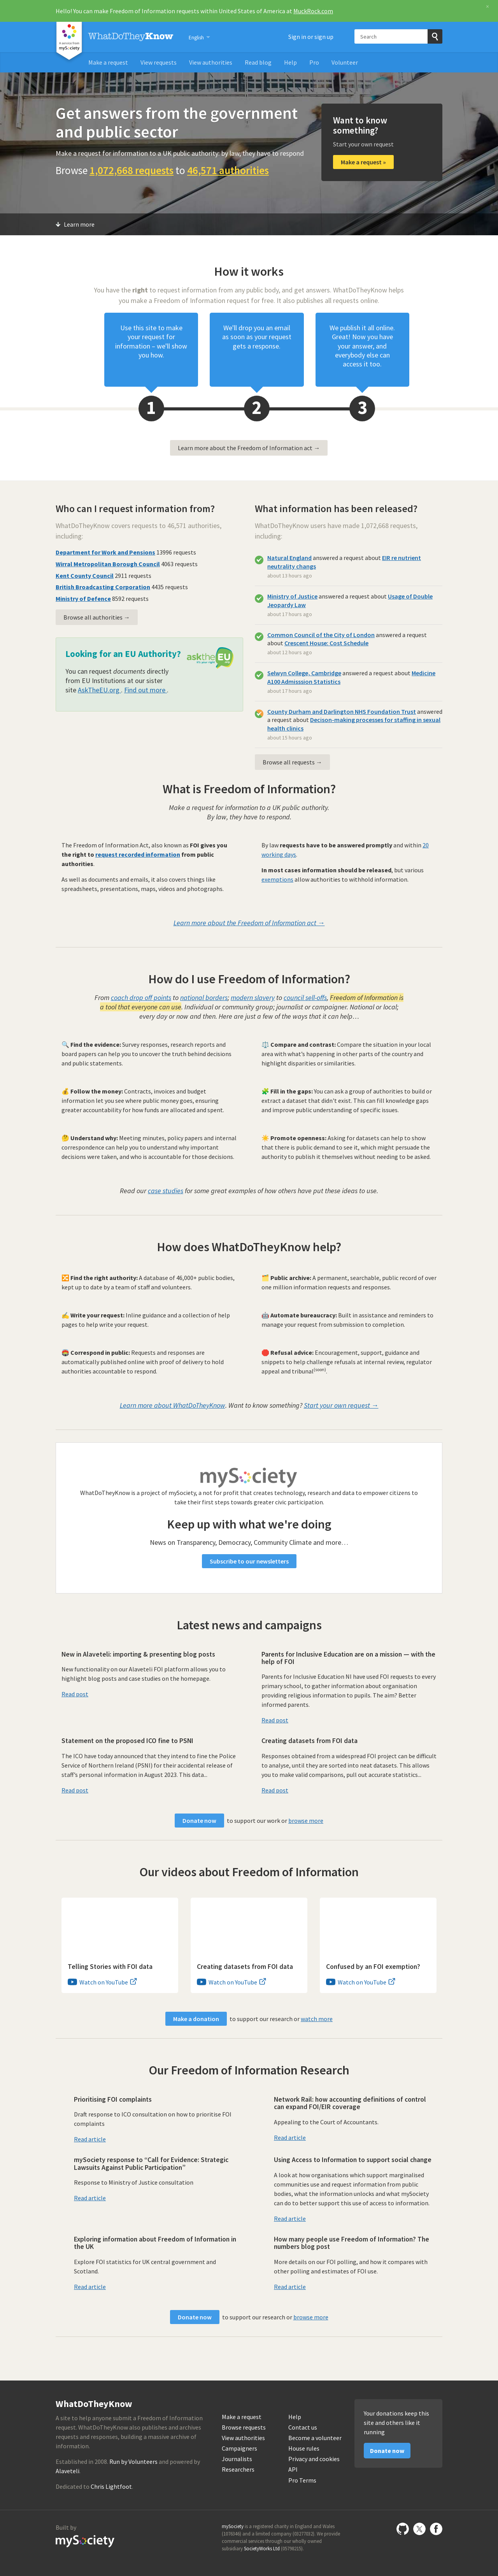 Hello! You can make Freedom of Information requests within United States of America at MuckRock.com
×
A service from mySociety
WhatDoTheyKnow
English
Sign in or sign up
Search
Make a request
View requests
View authorities
Read blog
Help
Pro
Volunteer
Get answers from the government
and public sector
Make a request for information to a UK public authority: by law, they have to respond
Browse 1,072,668 requests to 46,571 authorities
Want to know
something?
Start your own request
Make a request »
Learn more
How it works
You have the right to request information from any public body, and get answers. WhatDoTheyKnow helps
you make a Freedom of Information request for free. It also publishes all requests online.
Use this site to make
your request for
information – we'll show
you how.
We'll drop you an email
as soon as your request
gets a response.
We publish it all online.
Great! Now you have
your answer, and
everybody else can
access it too.
1
2
3
Learn more about the Freedom of Information act →
Who can I request information from?
WhatDoTheyKnow covers requests to 46,571 authorities,
including:
Department for Work and Pensions 13996 requests
Wirral Metropolitan Borough Council 4063 requests
Kent County Council 2911 requests
British Broadcasting Corporation 4435 requests
Ministry of Defence 8592 requests
Browse all authorities →
Looking for an EU Authority?
You can request documents directly
from EU Institutions at our sister
site AskTheEU.org . Find out more .
asktheEU
What information has been released?
WhatDoTheyKnow users have made 1,072,668 requests,
including:
Natural England answered a request about EIR re nutrient
neutrality changs
about 13 hours ago
Ministry of Justice answered a request about Usage of Double
Jeopardy Law
about 17 hours ago
Common Council of the City of London answered a request
about Crescent House: Cost Schedule
about 12 hours ago
Selwyn College, Cambridge answered a request about Medicine
A100 Admisssion Statistics
about 17 hours ago
County Durham and Darlington NHS Foundation Trust answered
a request about Decison-making processes for staffing in sexual
health clinics
about 15 hours ago
Browse all requests →
What is Freedom of Information?
Make a request for information to a UK public authority.
By law, they have to respond.
The Freedom of Information Act, also known as FOI gives you
the right to request recorded information from public
authorities.
As well as documents and emails, it also covers things like
spreadsheets, presentations, maps, videos and photographs.
By law requests have to be answered promptly and within 20
working days.
In most cases information should be released, but various
exemptions allow authorities to withhold information.
Learn more about the Freedom of Information act →
How do I use Freedom of Information?
From coach drop off points to national borders; modern slavery to council sell-offs, Freedom of Information is
a tool that everyone can use. Individual or community group; journalist or campaigner. National or local;
every day or now and then. Here are just a few of the ways that it can help…
🔍 Find the evidence: Survey responses, research reports and
board papers can help you to uncover the truth behind decisions
and public statements.
⚖️ Compare and contrast: Compare the situation in your local
area with what's happening in other parts of the country and
highlight disparities or similarities.
💰 Follow the money: Contracts, invoices and budget
information let you see where public money goes, ensuring
greater accountability for how funds are allocated and spent.
🧩 Fill in the gaps: You can ask a group of authorities to build or
extract a dataset that didn't exist. This can fill knowledge gaps
and improve public understanding of specific issues.
🤔 Understand why: Meeting minutes, policy papers and internal
correspondence can help you to understand why important
decisions were taken, and who is accountable for those decisions.
☀️ Promote openness: Asking for datasets can help to show
that there is public demand to see it, which might persuade the
authority to publish it themselves without needing to be asked.
Read our case studies for some great examples of how others have put these ideas to use.
How does WhatDoTheyKnow help?
🔀 Find the right authority: A database of 46,000+ public bodies,
kept up to date by a team of staff and volunteers.
🗂️ Public archive: A permanent, searchable, public record of over
one million information requests and responses.
✍️ Write your request: Inline guidance and a collection of help
pages to help write your request.
🤖 Automate bureaucracy: Built in assistance and reminders to
manage your request from submission to completion.
📯 Correspond in public: Requests and responses are
automatically published online with proof of delivery to hold
authorities accountable to respond.
🛑 Refusal advice: Encouragement, support, guidance and
snippets to help challenge refusals at internal review, regulator
appeal and tribunal(soon).
Learn more about WhatDoTheyKnow. Want to know something? Start your own request →
mySociety
WhatDoTheyKnow is a project of mySociety, a not for profit that creates technology, research and data to empower citizens to
take their first steps towards greater civic participation.
Keep up with what we're doing
News on Transparency, Democracy, Community Climate and more…
Subscribe to our newsletters
Latest news and campaigns
New in Alaveteli: importing & presenting blog posts
New functionality on our Alaveteli FOI platform allows you to
highlight blog posts and case studies on the homepage.
Read post
Parents for Inclusive Education are on a mission — with the
help of FOI
Parents for Inclusive Education NI have used FOI requests to every
primary school, to gather information about organisation
providing religious information to pupils. The aim? Better
informed parents.
Read post
Statement on the proposed ICO fine to PSNI
The ICO have today announced that they intend to fine the Police
Service of Northern Ireland (PSNI) for their accidental release of
staff's personal information in August 2023. This data...
Read post
Creating datasets from FOI data
Responses obtained from a widespread FOI project can be difficult
to analyse, until they are sorted into neat datasets. This allows
you to make valid comparisons, pull out accurate statistics...
Read post
Donate now to support our work or browse more
Our videos about Freedom of Information
Telling Stories with FOI data
Watch on YouTube
Creating datasets from FOI data
Watch on YouTube
Confused by an FOI exemption?
Watch on YouTube
Make a donation to support our research or watch more
Our Freedom of Information Research
Prioritising FOI complaints
Draft response to ICO consultation on how to prioritise FOI
complaints
Read article
Network Rail: how accounting definitions of control
can expand FOI/EIR coverage
Appealing to the Court of Accountants.
Read article
mySociety response to “Call for Evidence: Strategic
Lawsuits Against Public Participation”
Response to Ministry of Justice consultation
Read article
Using Access to Information to support social change
A look at how organisations which support marginalised
communities use and request information from public
bodies, what the information unlocks and what mySociety
can do to better support this use of access to information.
Read article
Exploring information about Freedom of Information in
the UK
Explore FOI statistics for UK central government and
Scotland.
Read article
How many people use Freedom of Information? The
numbers blog post
More details on our FOI polling, and how it compares with
other polling and estimates of FOI use.
Read article
Donate now to support our research or browse more
WhatDoTheyKnow
A site to help anyone submit a Freedom of Information
request. WhatDoTheyKnow also publishes and archives
requests and responses, building a massive archive of
information.
Established in 2008. Run by Volunteers and powered by
Alaveteli
Dedicated to Chris Lightfoot.
Make a request
Browse requests
View authorities
Campaigners
Journalists
Researchers
Help
Contact us
Become a volunteer
House rules
Privacy and cookies
API
Pro Terms
Your donations keep this
site and others like it
running
Donate now
Built by
mySociety
mySociety is a registered charity in England and Wales
(1076346) and a limited company (03277032). We provide
commercial services through our wholly owned
subsidiary SocietyWorks Ltd (05798215).